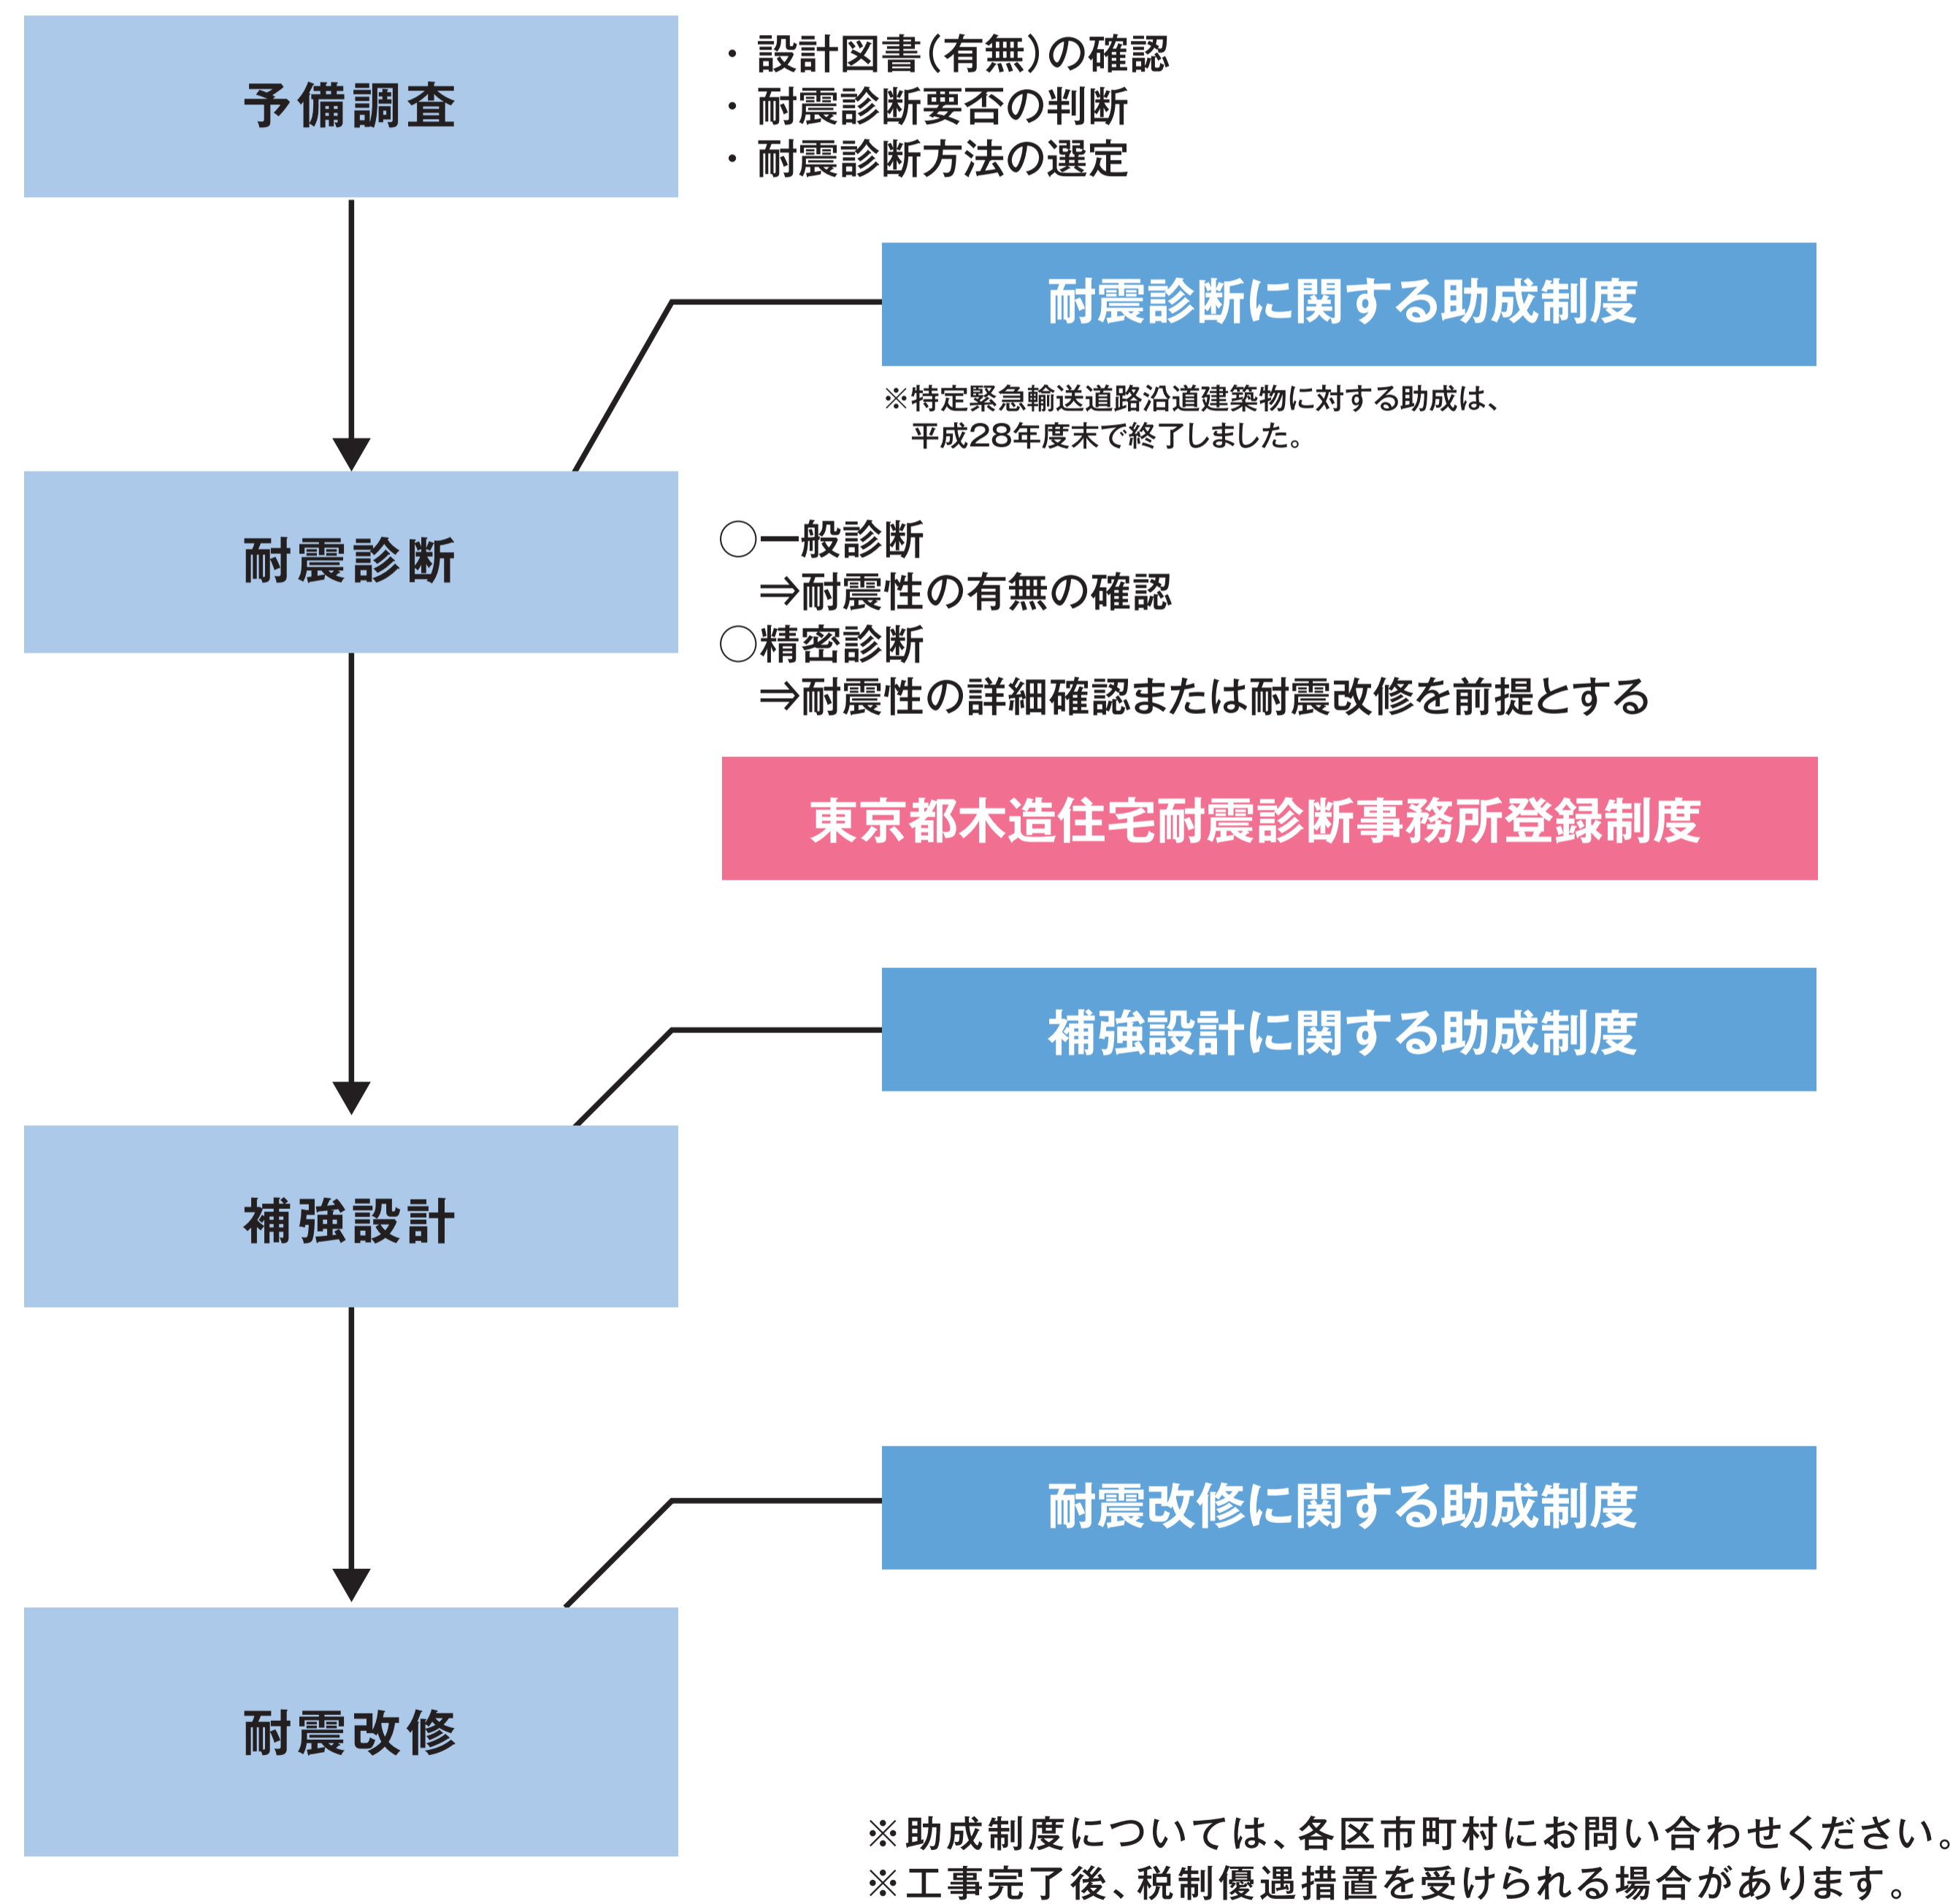 予備調査
・設計図書(有無)の確認
・耐震診断要否の判断
・耐震診断方法の選定
耐震診断に関する助成制度
※特定緊急輸送道路沿道建築物に対する助成は、
平成28年度末で終了しました。
耐震診断
○一般診断
⇒耐震性の有無の確認
○精密診断
⇒耐震性の詳細確認または耐震改修を前提とする
東京都木造住宅耐震診断事務所登録制度
補強設計に関する助成制度
補強設計
耐震改修に関する助成制度
耐震改修
※助成制度については、各区市町村にお問い合わせください。
※工事完了後、税制優遇措置を受けられる場合があります。